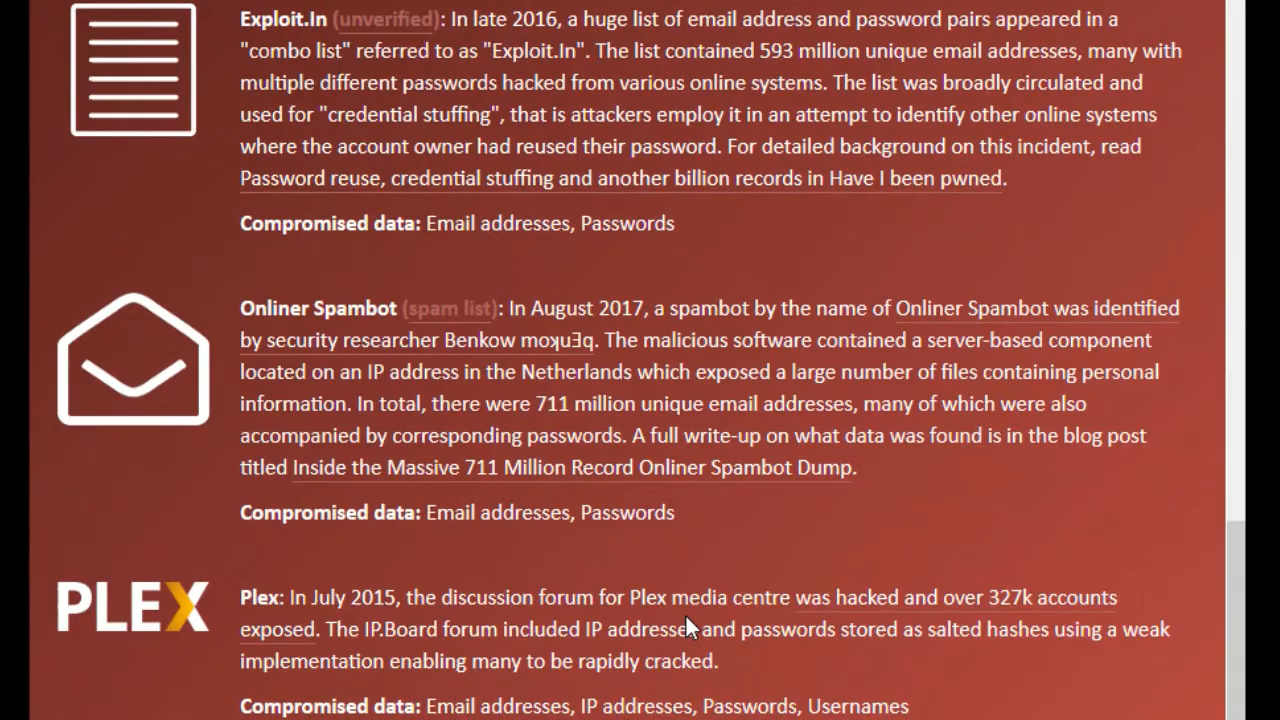 Exploit.In (unverified): In late 2016, a huge list of email address and password pairs appeared in a
"combo list" referred to as "Exploit.In". The list contained 593 million unique email addresses, many with
multiple different passwords hacked from various online systems. The list was broadly circulated and
used for "credential stuffing", that is attackers employ it in an attempt to identify other online systems
where the account owner had reused their password. For detailed background on this incident, read
Password reuse, credential stuffing and another billion records in Have I been pwned.
Compromised data: Email addresses, Passwords
Onliner Spambot (spam list): In August 2017, a spambot by the name of Onliner Spambot was identified
by security researcher Benkow moʞuƎq. The malicious software contained a server-based component
located on an IP address in the Netherlands which exposed a large number of files containing personal
information. In total, there were 711 million unique email addresses, many of which were also
accompanied by corresponding passwords. A full write-up on what data was found is in the blog post
titled Inside the Massive 711 Million Record Onliner Spambot Dump.
Compromised data: Email addresses, Passwords
PLEX
Plex: In July 2015, the discussion forum for Plex media centre was hacked and over 327k accounts
exposed. The IP.Board forum included IP addresses and passwords stored as salted hashes using a weak
implementation enabling many to be rapidly cracked.
Compromised data: Email addresses, IP addresses, Passwords, Usernames